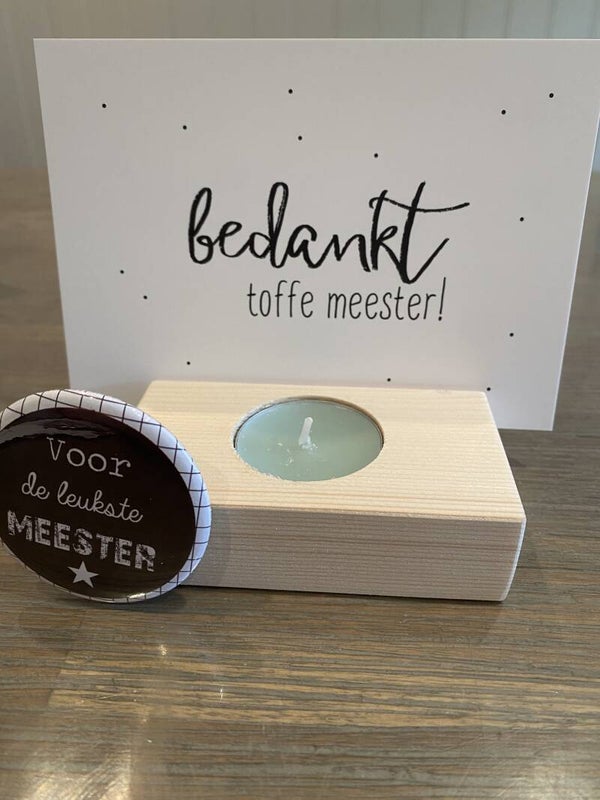 bedankt
toffe meester!
Voor
de leukste
MEESTER